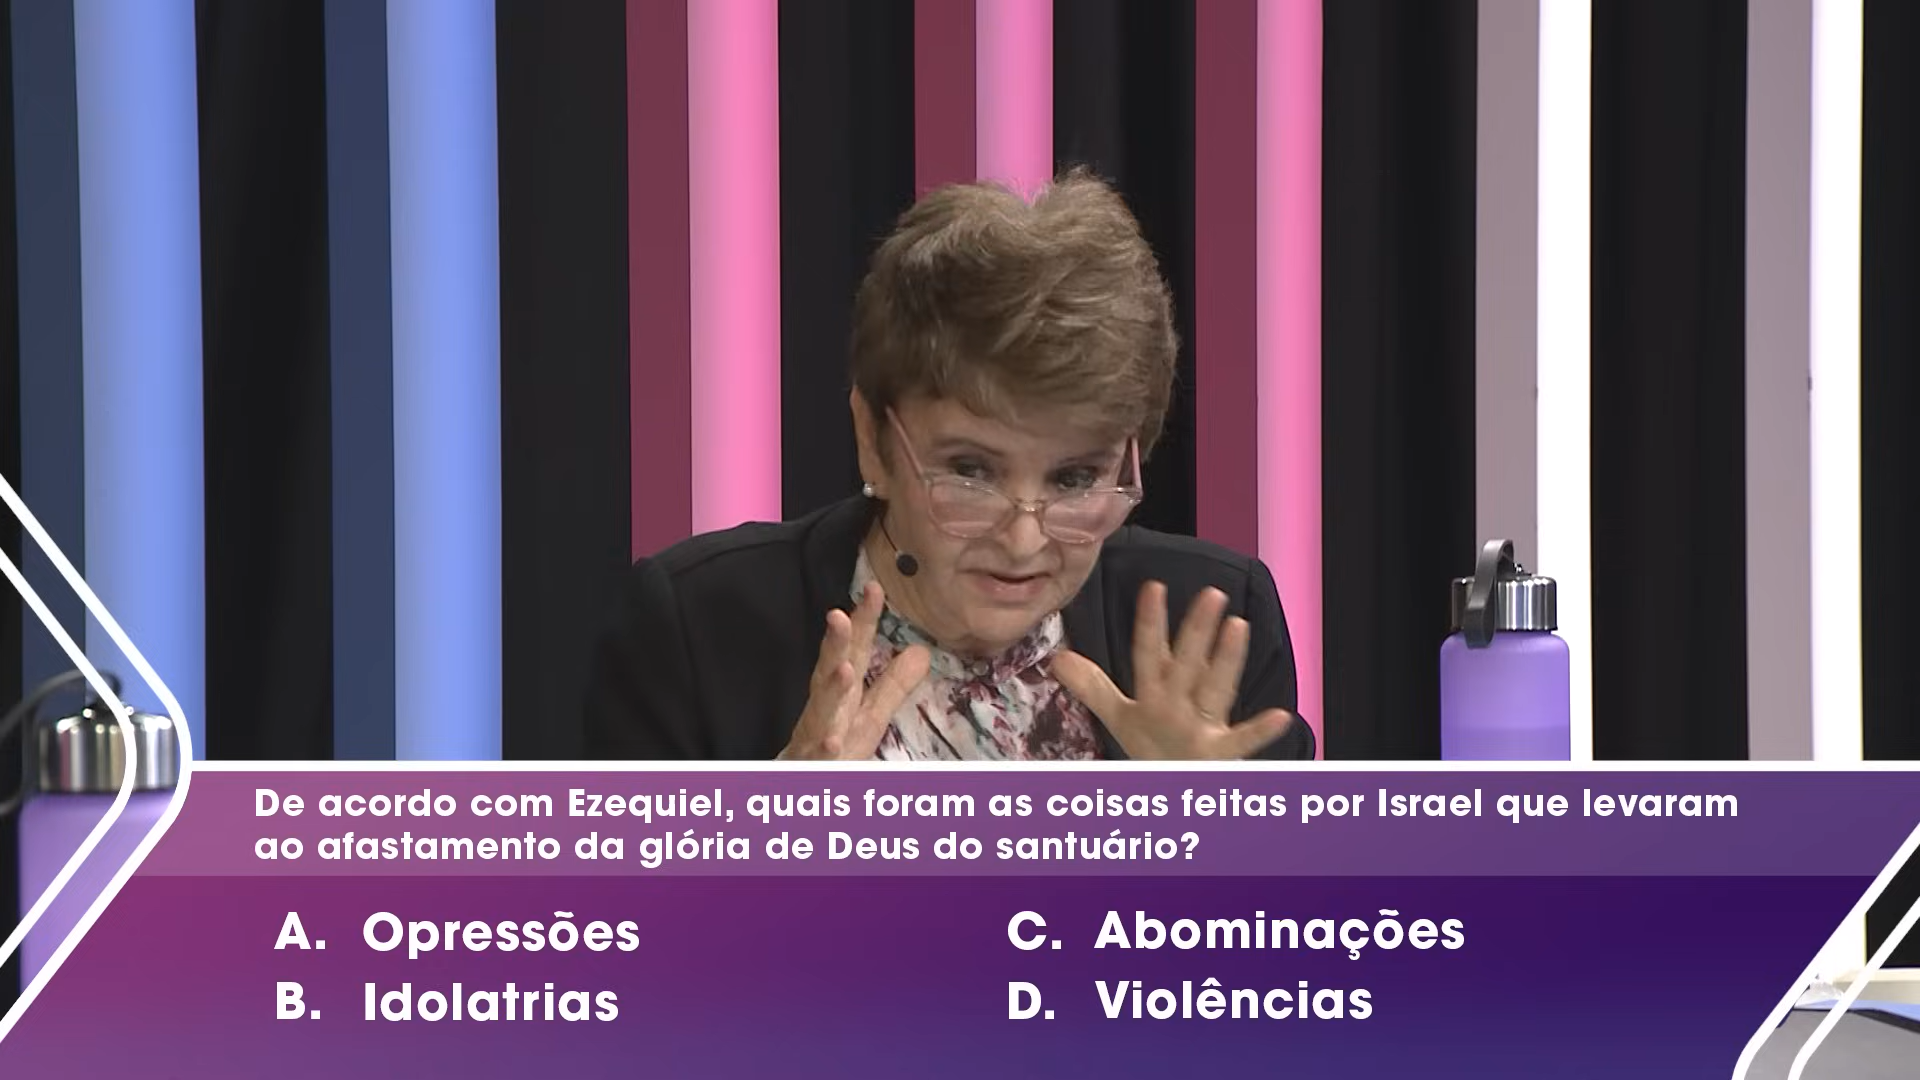 De acordo com Ezequiel, quais foram as coisas feitas por Israel que levaram
ao afastamento da glória de Deus do santuário?
A. Opressões
B. Idolatrias
C. Abominações
D. Violências